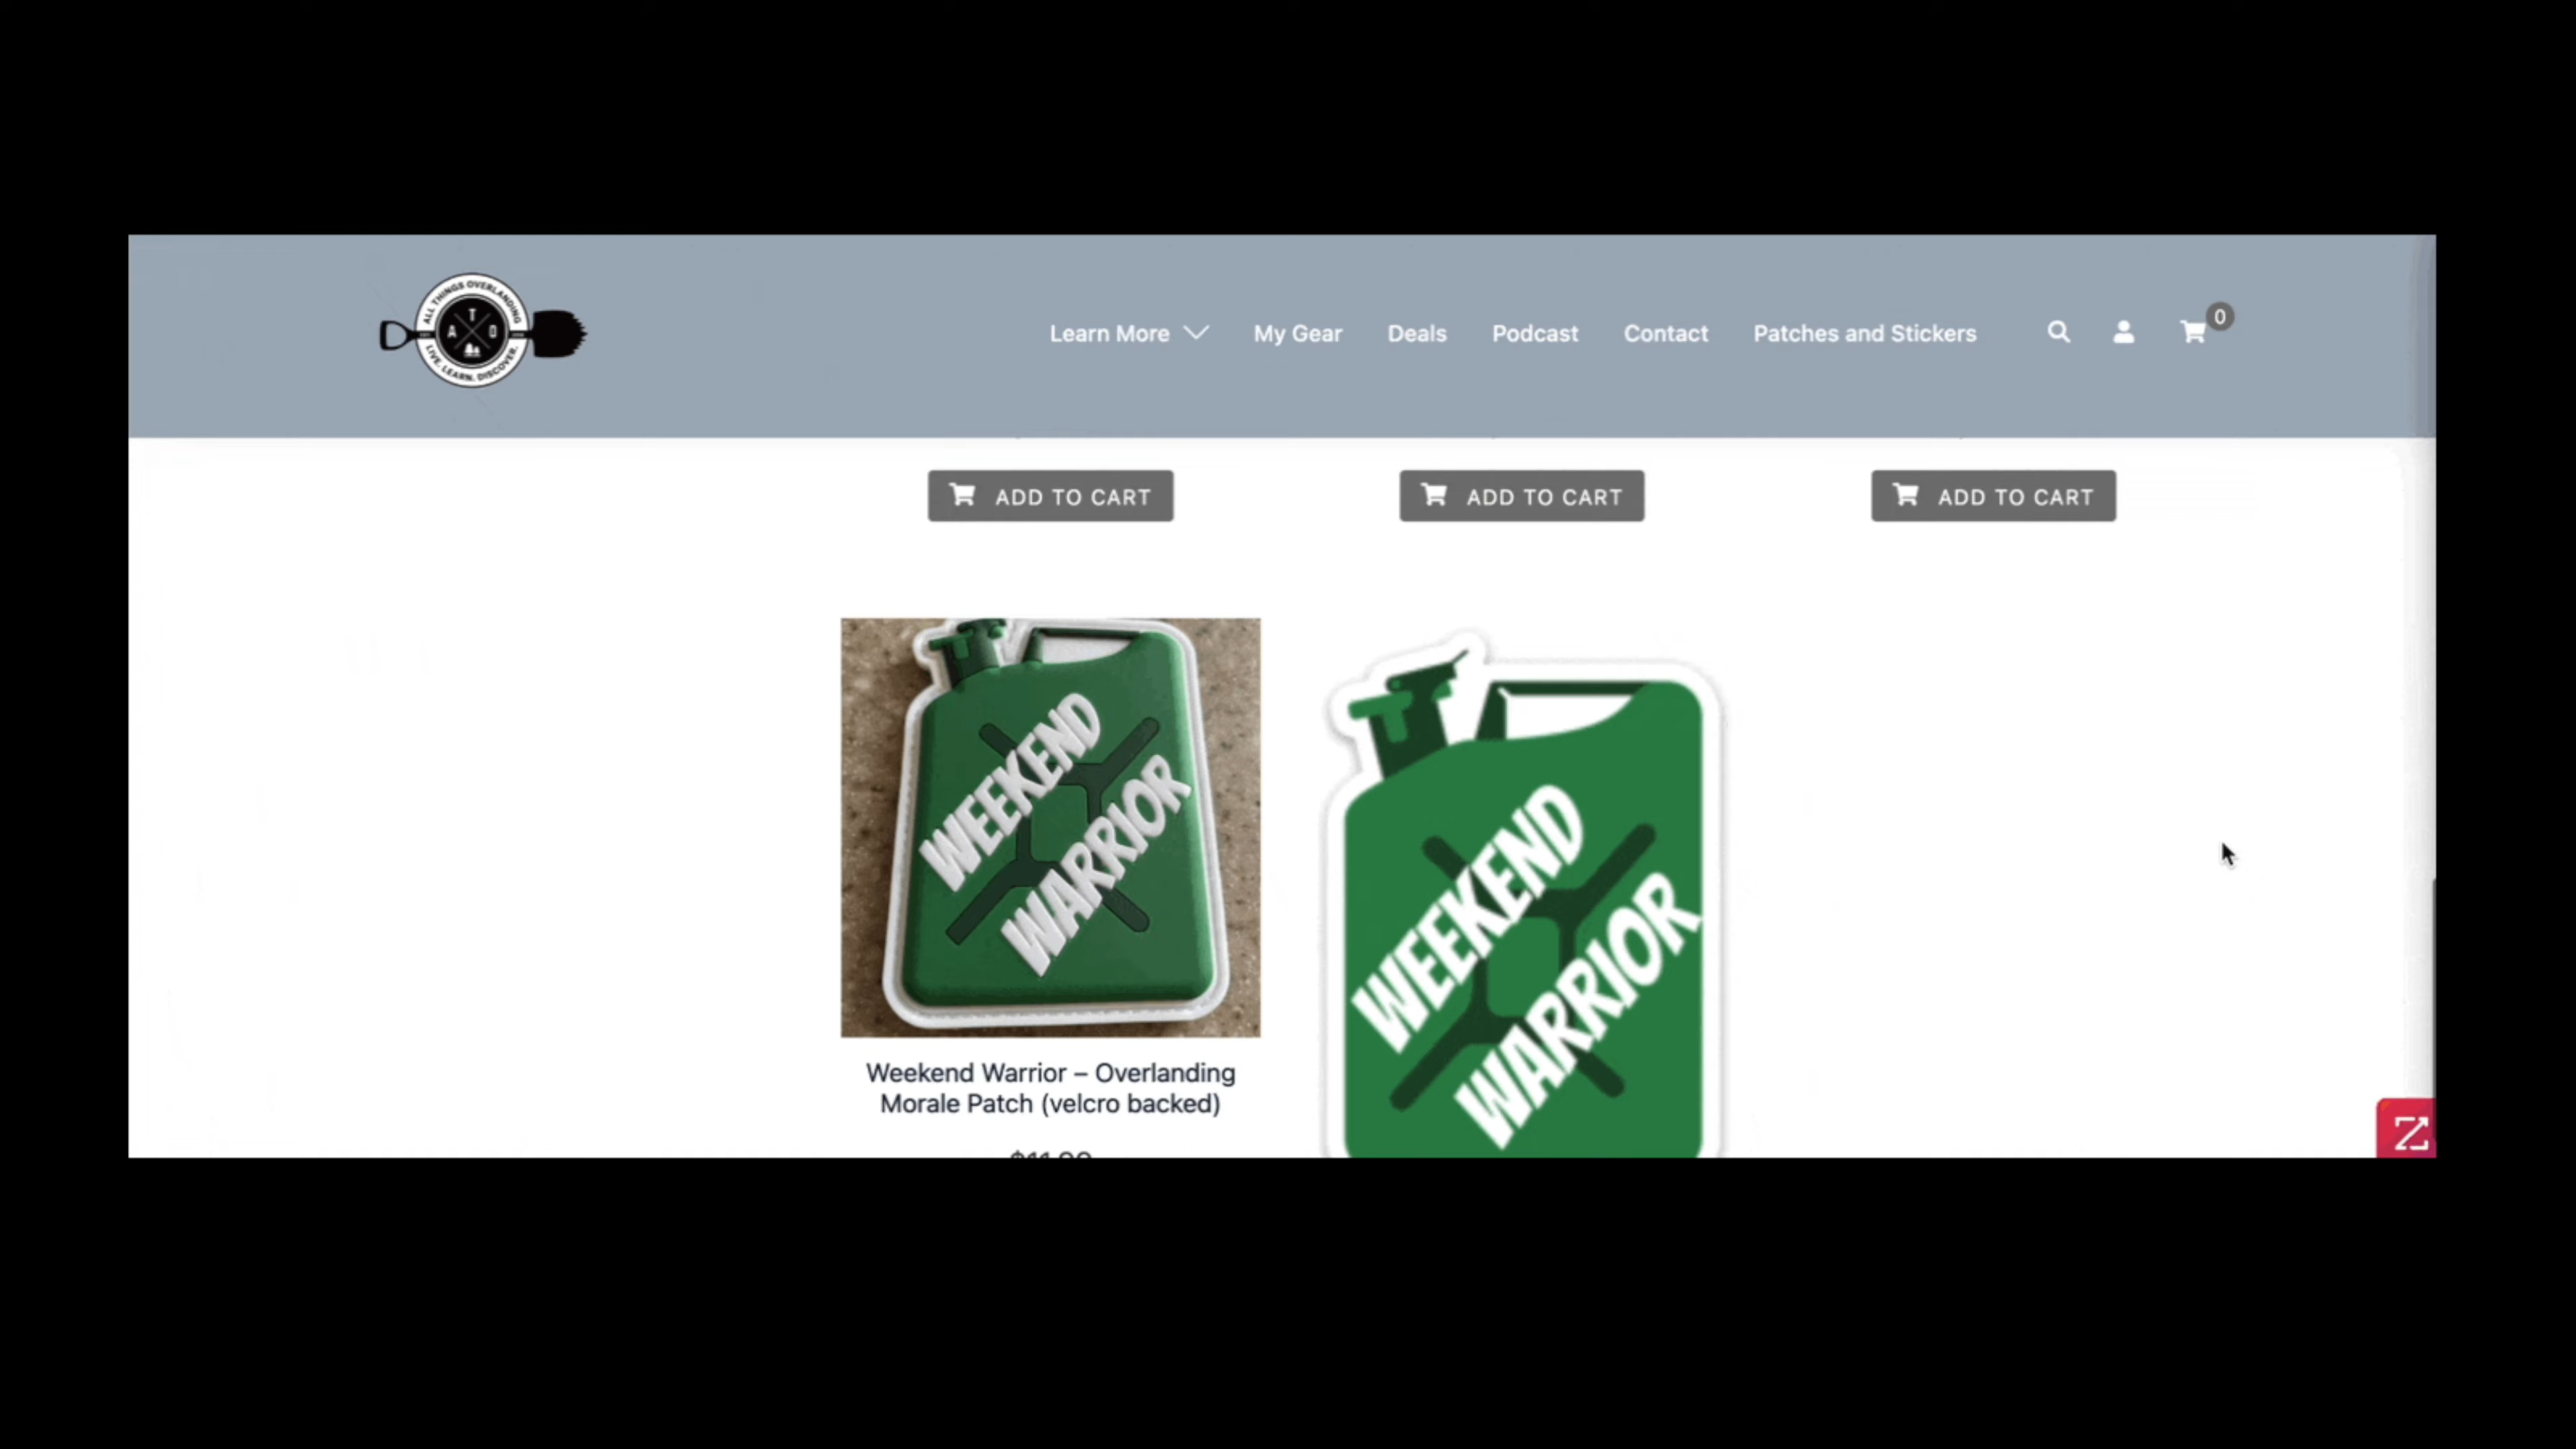 ALL THINGS OVERLANDING
T
A O
LIVE. LEARN. DISCOVER.
Learn More
My Gear
Deals
Podcast
Contact
Patches and Stickers
0
ADD TO CART
ADD TO CART
ADD TO CART
WEEKEND
WARRIOR
WEEKEND
WARRIOR
Weekend Warrior – Overlanding
Morale Patch (velcro backed)